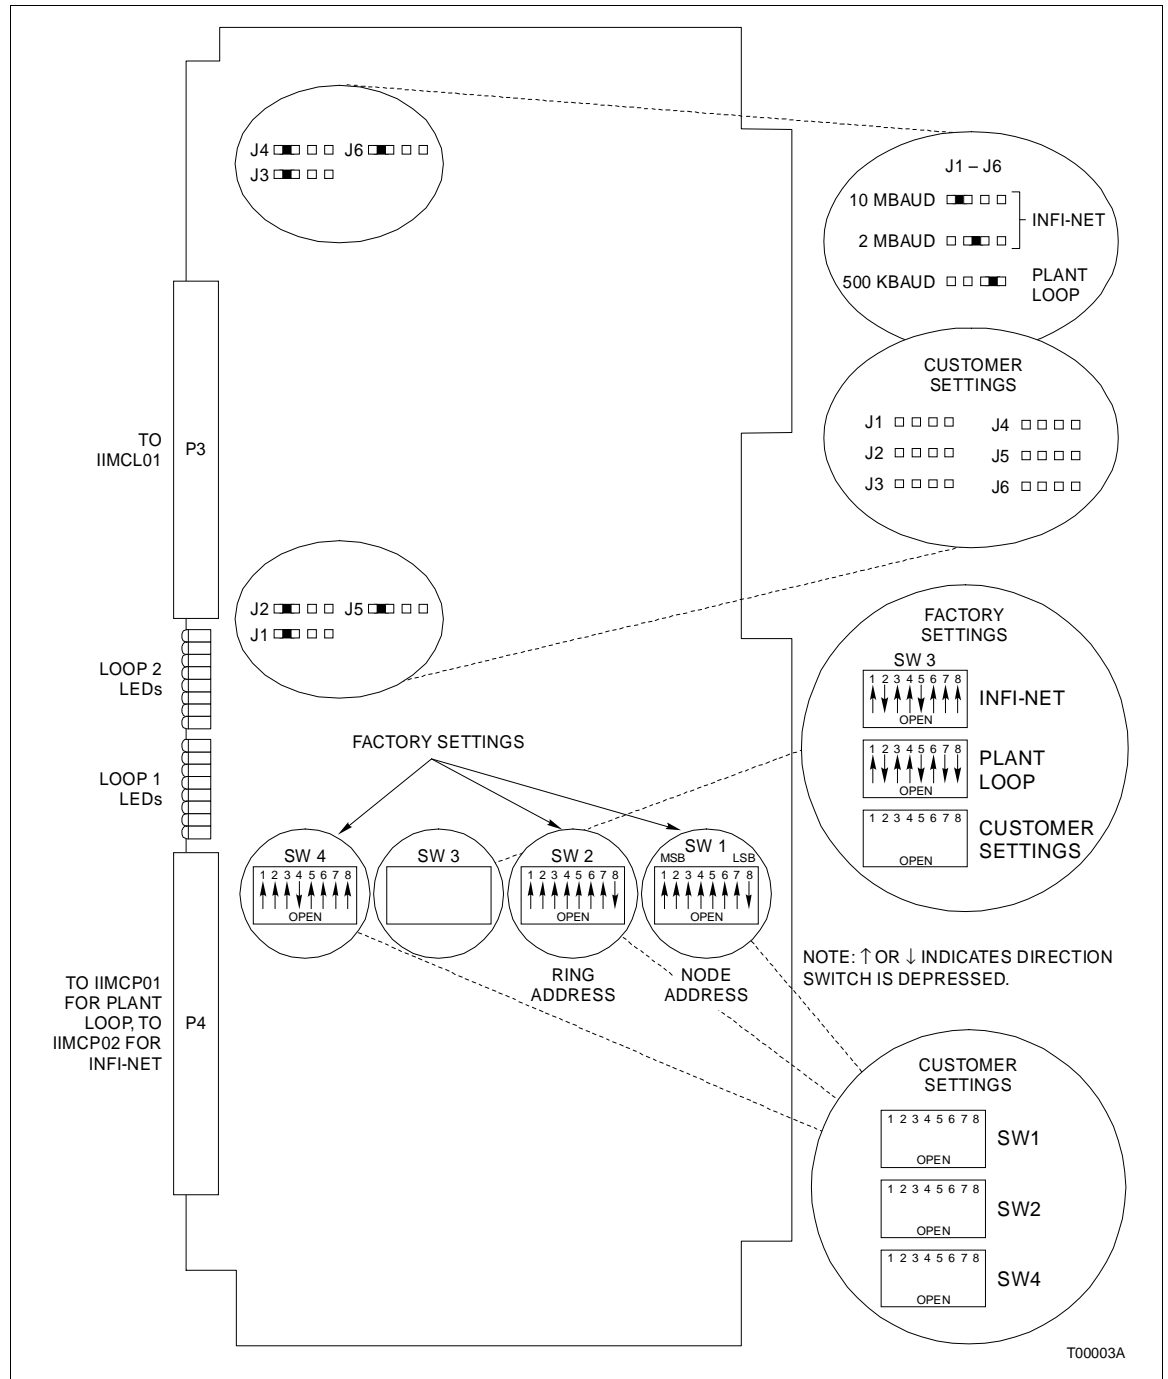 J4
J6
J3
J1 – J6
10 MBAUD
INFI-NET
2 MBAUD
500 KBAUD
PLANT
LOOP
CUSTOMER
SETTINGS
J1
J4
J2
J5
J3
J6
TO
IIMCL01
P3
J2
J5
J1
LOOP 2
LEDs
LOOP 1
LEDs
FACTORY SETTINGS
FACTORY
SETTINGS
SW 3
1 2 3 4 5 6 7 8
OPEN
INFI-NET
1 2 3 4 5 6 7 8
OPEN
PLANT
LOOP
1 2 3 4 5 6 7 8
OPEN
CUSTOMER
SETTINGS
SW 4
1 2 3 4 5 6 7 8
OPEN
SW 3
SW 2
1 2 3 4 5 6 7 8
OPEN
SW 1
MSB LSB
1 2 3 4 5 6 7 8
OPEN
RING
ADDRESS
NODE
ADDRESS
NOTE: ↑ OR ↓ INDICATES DIRECTION
SWITCH IS DEPRESSED.
TO IIMCP01
FOR PLANT
LOOP, TO
IIMCP02 FOR
INFI-NET
P4
CUSTOMER
SETTINGS
1 2 3 4 5 6 7 8
OPEN
SW1
1 2 3 4 5 6 7 8
OPEN
SW2
1 2 3 4 5 6 7 8
OPEN
SW4
T00003A